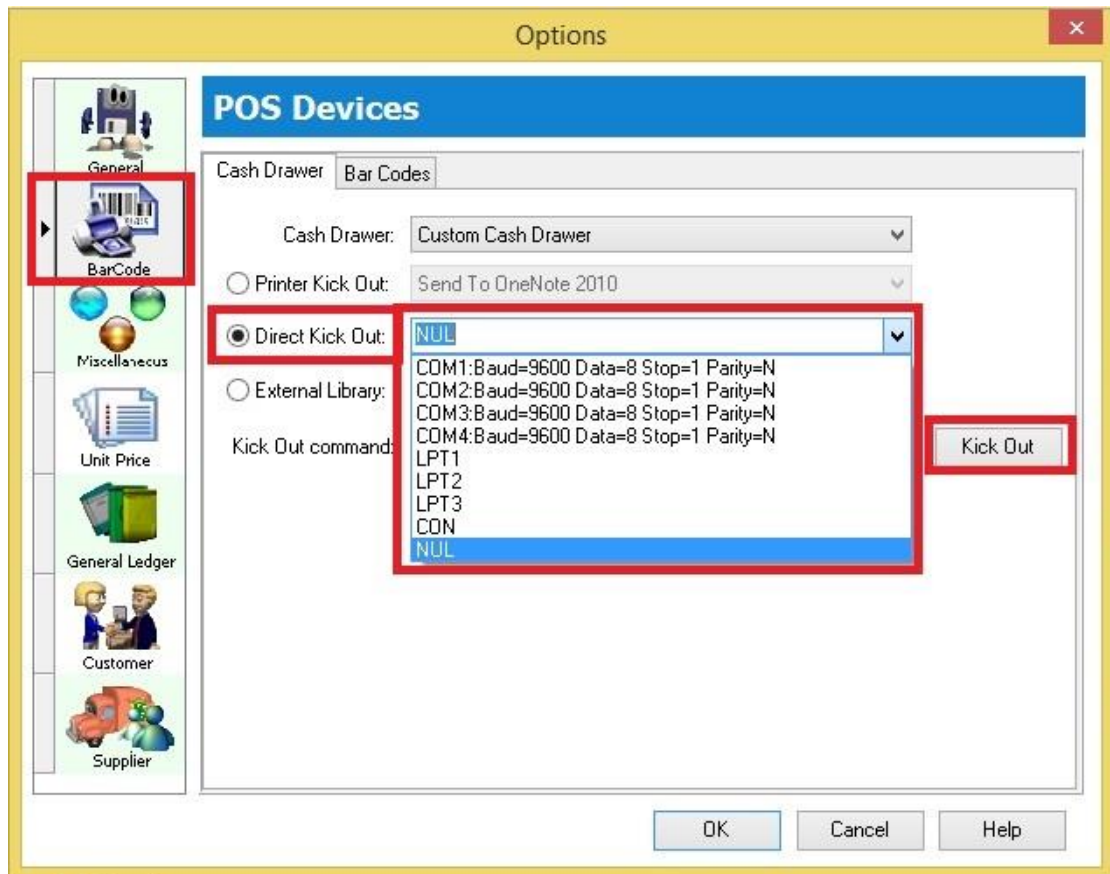 Options
POS Devices
General
BarCode
Miscellaneous
Unit Price
General Ledger
Customer
Supplier
Cash Drawer
Bar Codes
Cash Drawer: Custom Cash Drawer
Printer Kick Out: Send To OneNote 2010
Direct Kick Out: NUL
COM1:Baud=9600 Data=8 Stop=1 Parity=N
External Library:
COM2:Baud=9600 Data=8 Stop=1 Parity=N
COM3:Baud=9600 Data=8 Stop=1 Parity=N
COM4:Baud=9600 Data=8 Stop=1 Parity=N
Kick Out command:
Kick Out
LPT1
LPT2
LPT3
CON
NUL
OK
Cancel
Help